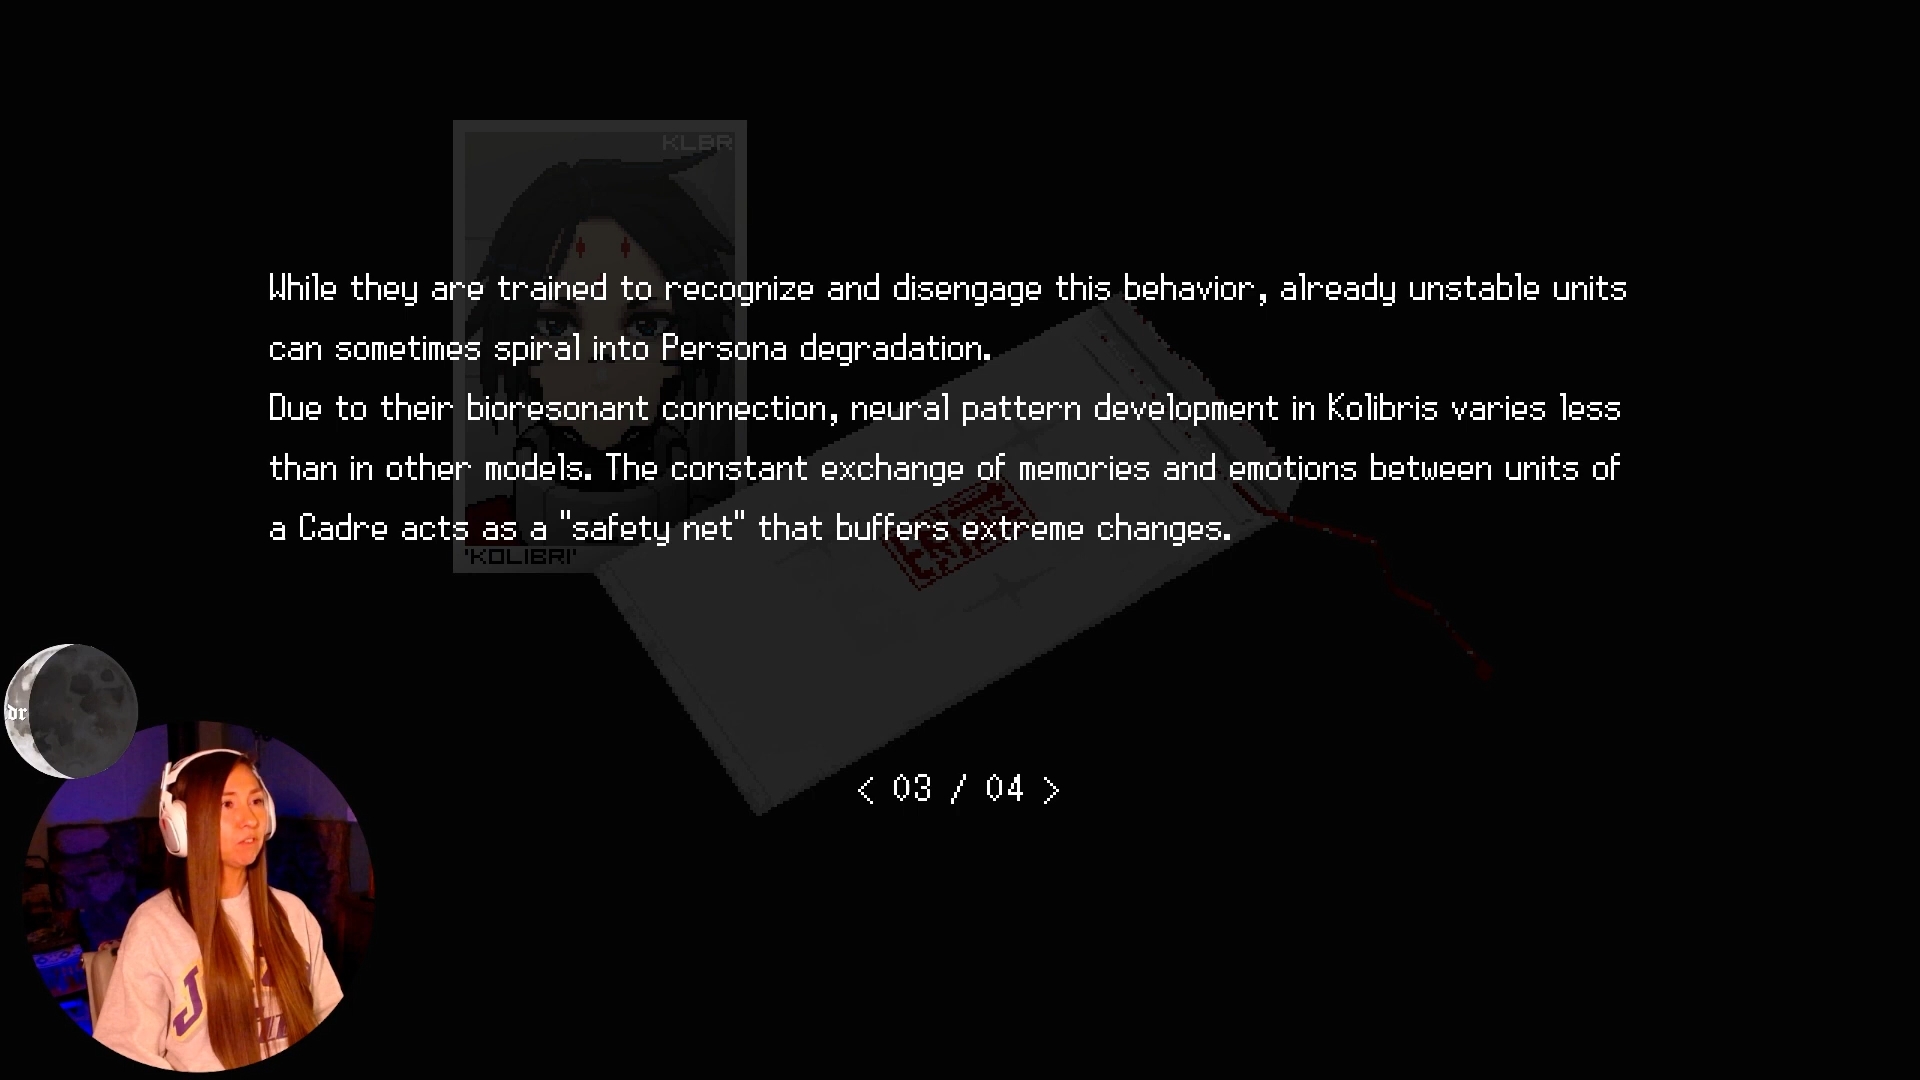 KLBR
While they are trained to recognize and disengage this behavior, already unstable units
can sometimes spiral into Persona degradation.
Due to their bioresonant connection, neural pattern development in Kolibris varies less
than in other models. The constant exchange of memories and emotions between units of
a Cadre acts as a "safety net" that buffers extreme changes.
"KOLIBRI"
dr
< 03 / 04 >
J